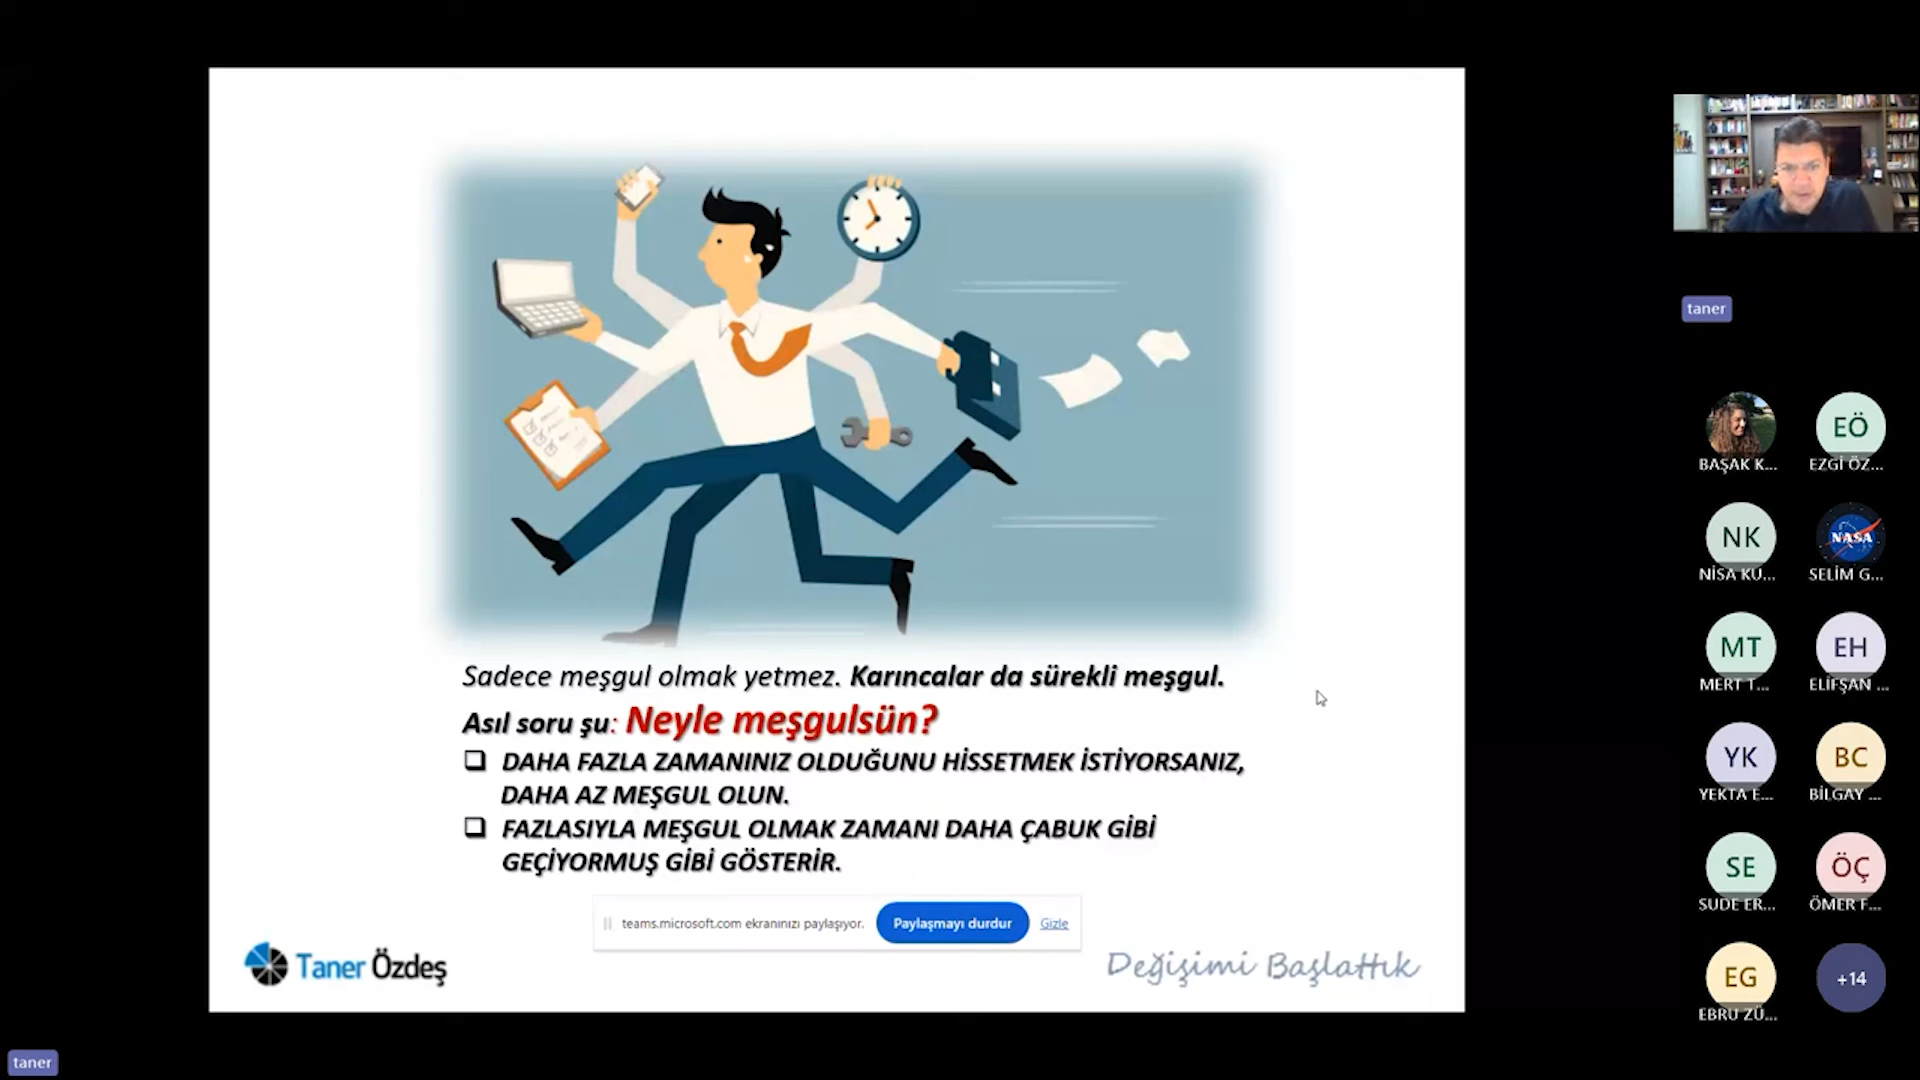 Sadece meşgul olmak yetmez. Karıncalar da sürekli meşgul.
Asıl soru şu: Neyle meşgulsün?
❑ DAHA FAZLA ZAMANINIZ OLDUĞUNU HİSSETMEK İSTİYORSANIZ,
DAHA AZ MEŞGUL OLUN.
❑ FAZLASIYLA MEŞGUL OLMAK ZAMANI DAHA ÇABUK GİBİ
GEÇİYORMUŞ GİBİ GÖSTERİR.
teams.microsoft.com ekranınızı paylaşıyor. Paylaşmayı durdur Gizle
Taner Özdeş
Değişimi Başlattık
taner
taner
EÖ
BAŞAK K... EZGİ ÖZ...
NK NASA
NİSA KU... SELİM G...
MT EH
MERT T... ELİFŞAN ...
YK BC
YEKTA E... BİLGAY ...
SE ÖÇ
SUDE ER... ÖMER F...
EG +14
EBRU ZÜ...